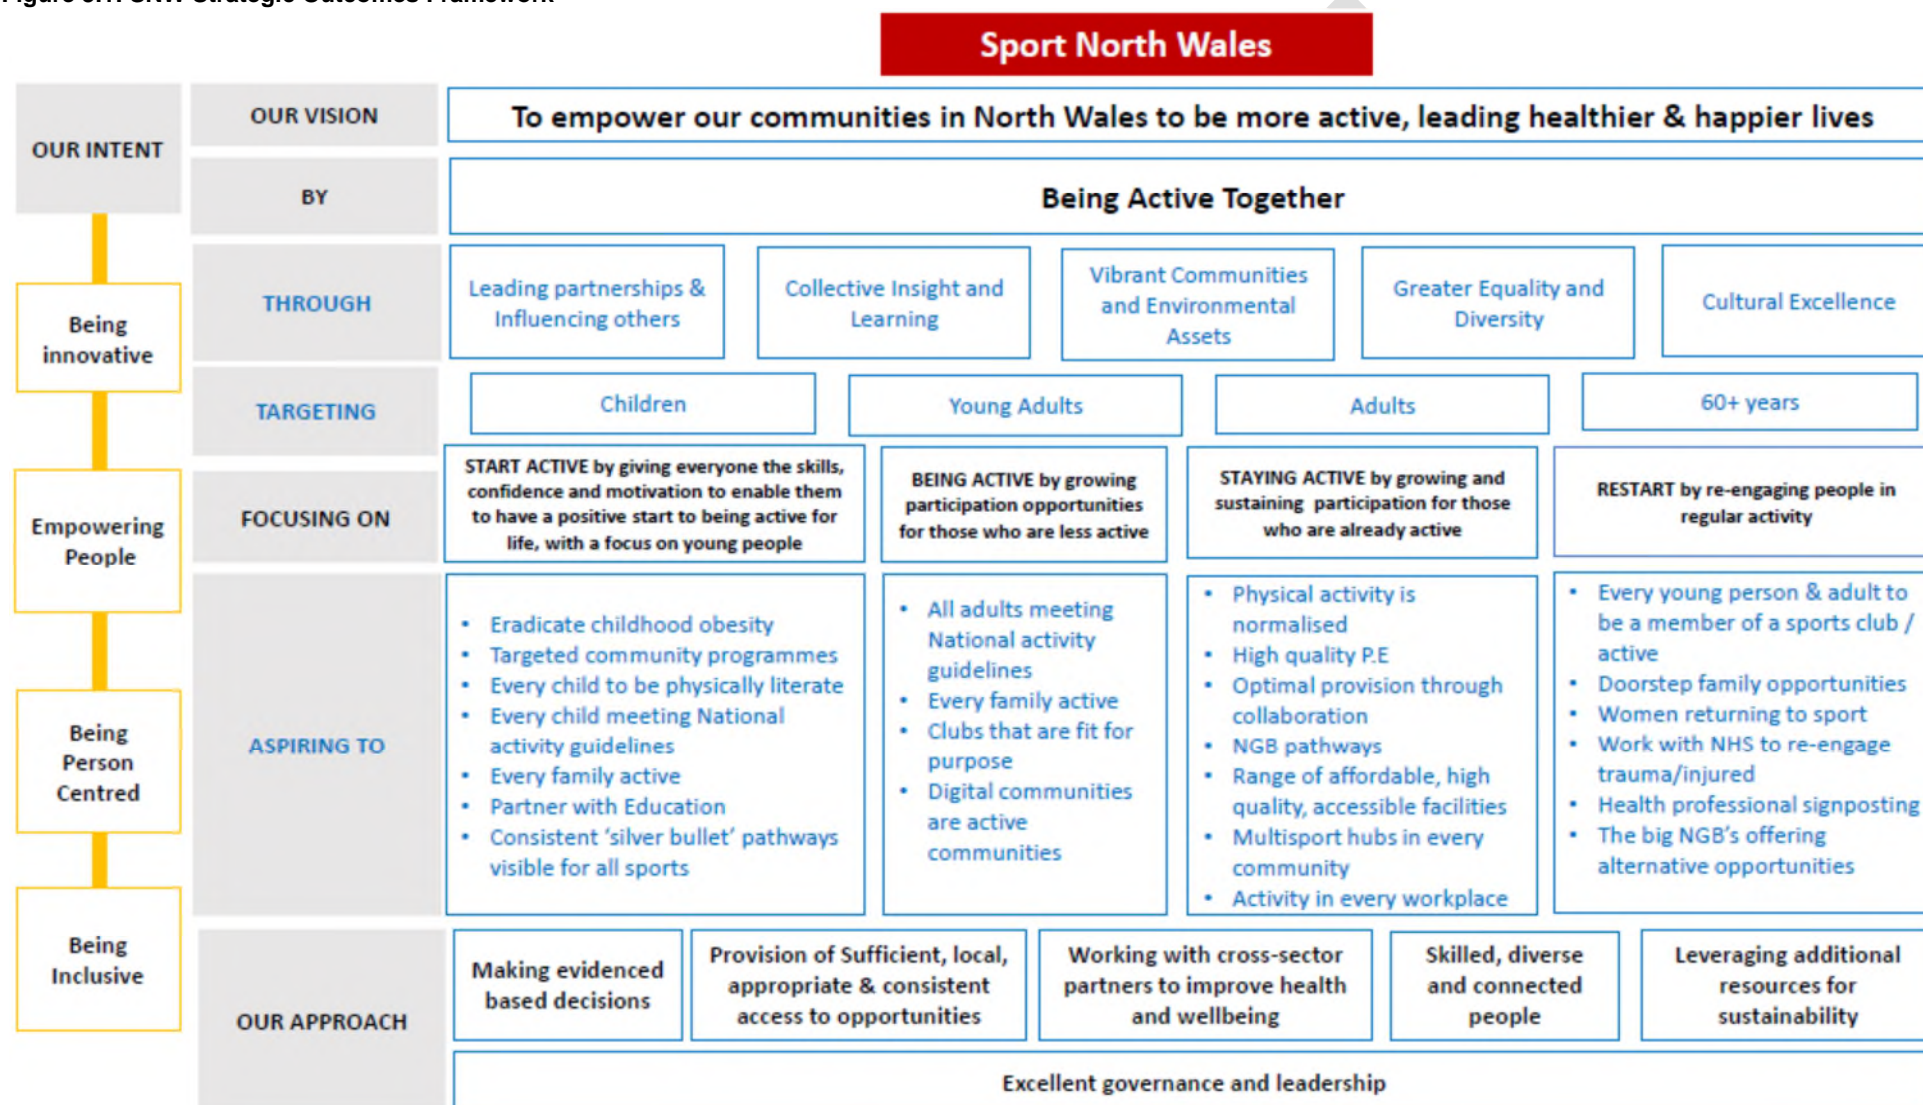 Sport North Wales
OUR INTENT
OUR VISION
To empower our communities in North Wales to be more active, leading healthier & happier lives
BY
Being Active Together
Being
innovative
Empowering
People
Being
Person
Centred
Being
Inclusive
THROUGH
Leading partnerships &
Influencing others
Collective Insight and
Learning
Vibrant Communities
and Environmental
Assets
Greater Equality and
Diversity
Cultural Excellence
TARGETING
Children
Young Adults
Adults
60+ years
FOCUSING ON
START ACTIVE by giving everyone the skills,
confidence and motivation to enable them
to have a positive start to being active for
life, with a focus on young people
BEING ACTIVE by growing
participation opportunities
for those who are less active
STAYING ACTIVE by growing and
sustaining participation for those
who are already active
RESTART by re-engaging people in
regular activity
ASPIRING TO
• Eradicate childhood obesity
• Targeted community programmes
• Every child to be physically literate
• Every child meeting National
activity guidelines
• Every family active
• Partner with Education
• Consistent ‘silver bullet’ pathways
visible for all sports
• All adults meeting
National activity
guidelines
• Every family active
• Clubs that are fit for
purpose
• Digital communities
are active
communities
• Physical activity is
normalised
• High quality P.E
• Optimal provision through
collaboration
• NGB pathways
• Range of affordable, high
quality, accessible facilities
• Multisport hubs in every
community
• Activity in every workplace
• Every young person & adult to
be a member of a sports club /
active
• Doorstep family opportunities
• Women returning to sport
• Work with NHS to re-engage
trauma/injured
• Health professional signposting
• The big NGB’s offering
alternative opportunities
OUR APPROACH
Making evidenced
based decisions
Provision of Sufficient, local,
appropriate & consistent
access to opportunities
Working with cross-sector
partners to improve health
and wellbeing
Skilled, diverse
and connected
people
Leveraging additional
resources for
sustainability
Excellent governance and leadership